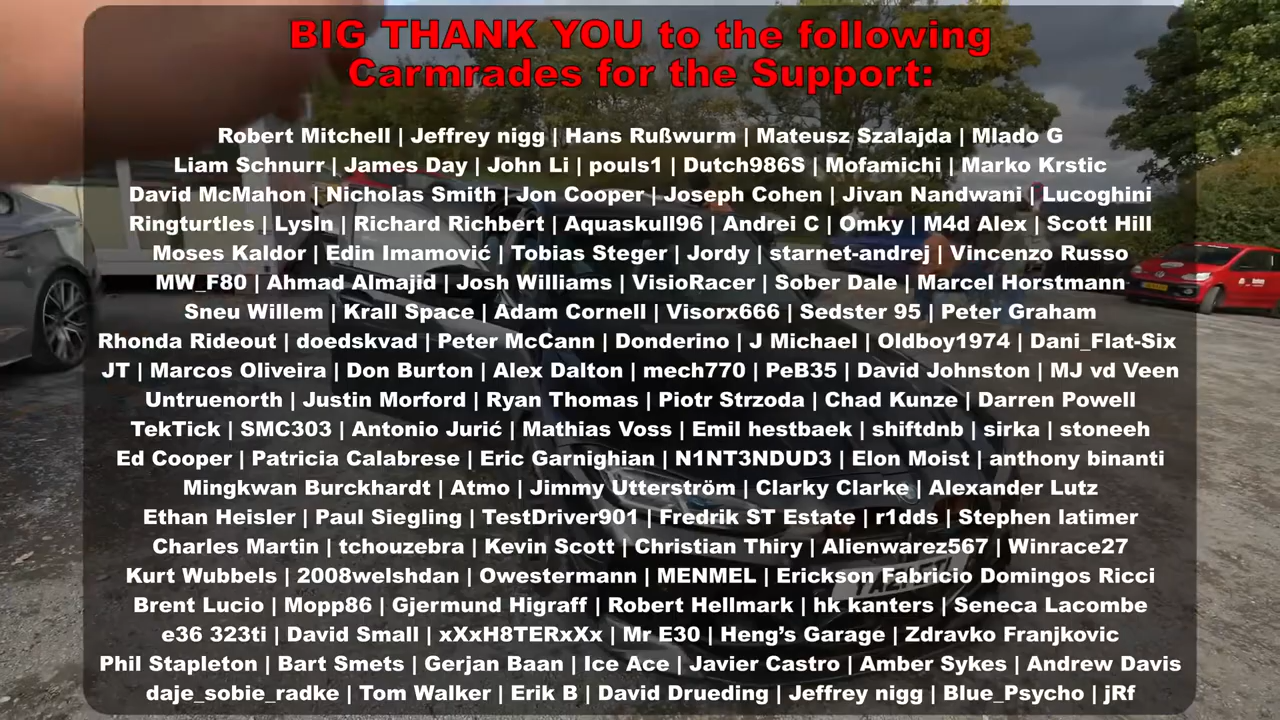 BIG THANK YOU to the following
Carmrades for the Support:
Robert Mitchell | Jeffrey nigg | Hans Rußwurm | Mateusz Szalajda | Mlado G
Liam Schnurr | James Day | John Li | pouls1 | Dutch986S | Mofamichi | Marko Krstic
David McMahon | Nicholas Smith | Jon Cooper | Joseph Cohen | Jivan Nandwani | Lucoghini
Ringturtles | Lysln | Richard Richbert | Aquaskull96 | Andrei C | Omky | M4d Alex | Scott Hill
Moses Kaldor | Edin Imamović | Tobias Steger | Jordy | starnet-andrej | Vincenzo Russo
MW_F80 | Ahmad Almajid | Josh Williams | VisioRacer | Sober Dale | Marcel Horstmann
Sneu Willem | Krall Space | Adam Cornell | Visorx666 | Sedster 95 | Peter Graham
Rhonda Rideout | doedskvad | Peter McCann | Donderino | J Michael | Oldboy1974 | Dani_Flat-Six
JT | Marcos Oliveira | Don Burton | Alex Dalton | mech770 | PeB35 | David Johnston | MJ vd Veen
Untruenorth | Justin Morford | Ryan Thomas | Piotr Strzoda | Chad Kunze | Darren Powell
TekTick | SMC303 | Antonio Jurić | Mathias Voss | Emil hestbaek | shiftdnb | sirka | stoneeh
Ed Cooper | Patricia Calabrese | Eric Garnighian | N1NT3NDUD3 | Elon Moist | anthony binanti
Mingkwan Burckhardt | Atmo | Jimmy Utterström | Clarky Clarke | Alexander Lutz
Ethan Heisler | Paul Siegling | TestDriver901 | Fredrik ST Estate | r1dds | Stephen latimer
Charles Martin | tchouzebra | Kevin Scott | Christian Thiry | Alienwarez567 | Winrace27
Kurt Wubbels | 2008welshdan | Owestermann | MENMEL | Erickson Fabricio Domingos Ricci
Brent Lucio | Mopp86 | Gjermund Higraff | Robert Hellmark | hk kanters | Seneca Lacombe
e36 323ti | David Small | xXxH8TERxXx | Mr E30 | Heng’s Garage | Zdravko Franjkovic
Phil Stapleton | Bart Smets | Gerjan Baan | Ice Ace | Javier Castro | Amber Sykes | Andrew Davis
daje_sobie_radke | Tom Walker | Erik B | David Drueding | Jeffrey nigg | Blue_Psycho | jRf